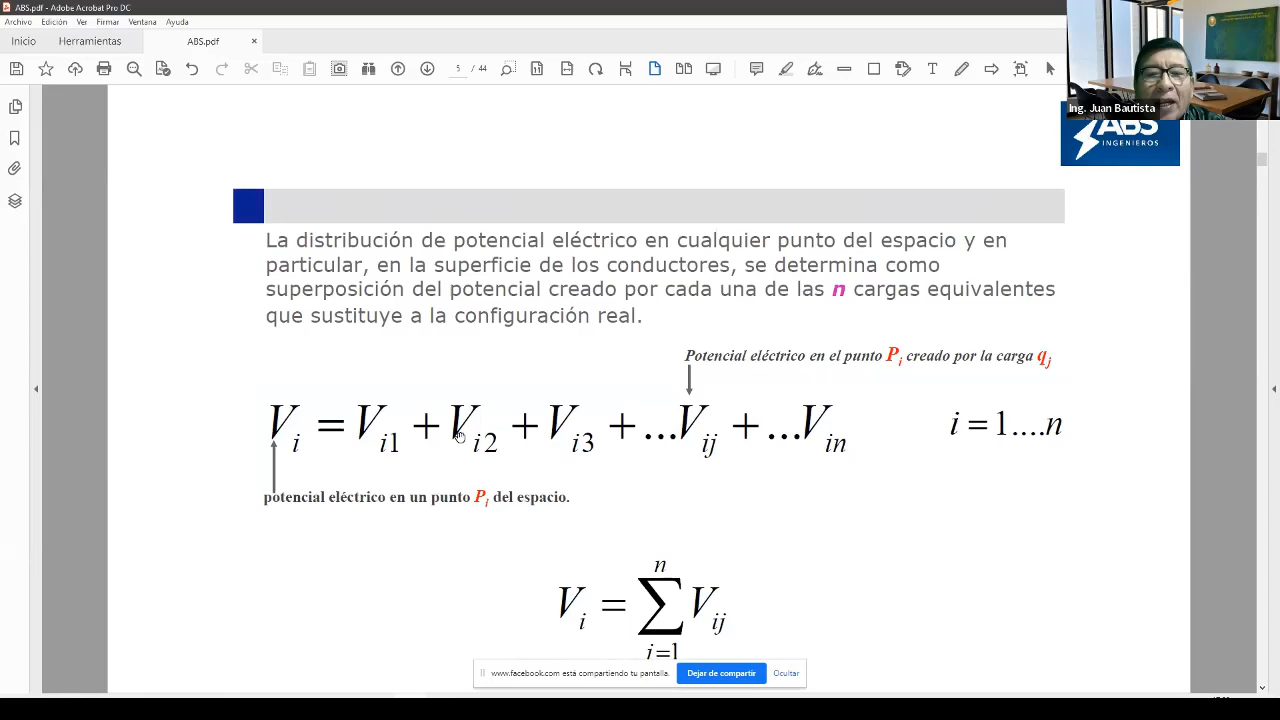 ABS.pdf - Adobe Acrobat Pro DC
Archivo Edición Ver Firmar Ventana Ayuda
Inicio Herramientas ABS.pdf ×
5 / 44
Ing. Juan Bautista
ABS
INGENIEROS
La distribución de potencial eléctrico en cualquier punto del espacio y en
particular, en la superficie de los conductores, se determina como
superposición del potencial creado por cada una de las n cargas equivalentes
que sustituye a la configuración real.
Potencial eléctrico en el punto Pi creado por la carga qj
Vi = Vi1 + Vi2 + Vi3 + ...Vij + ...Vin i = 1....n
potencial eléctrico en un punto Pi del espacio.
n
Vi = ∑ Vij
j=1
www.facebook.com está compartiendo tu pantalla. Dejar de compartir Ocultar